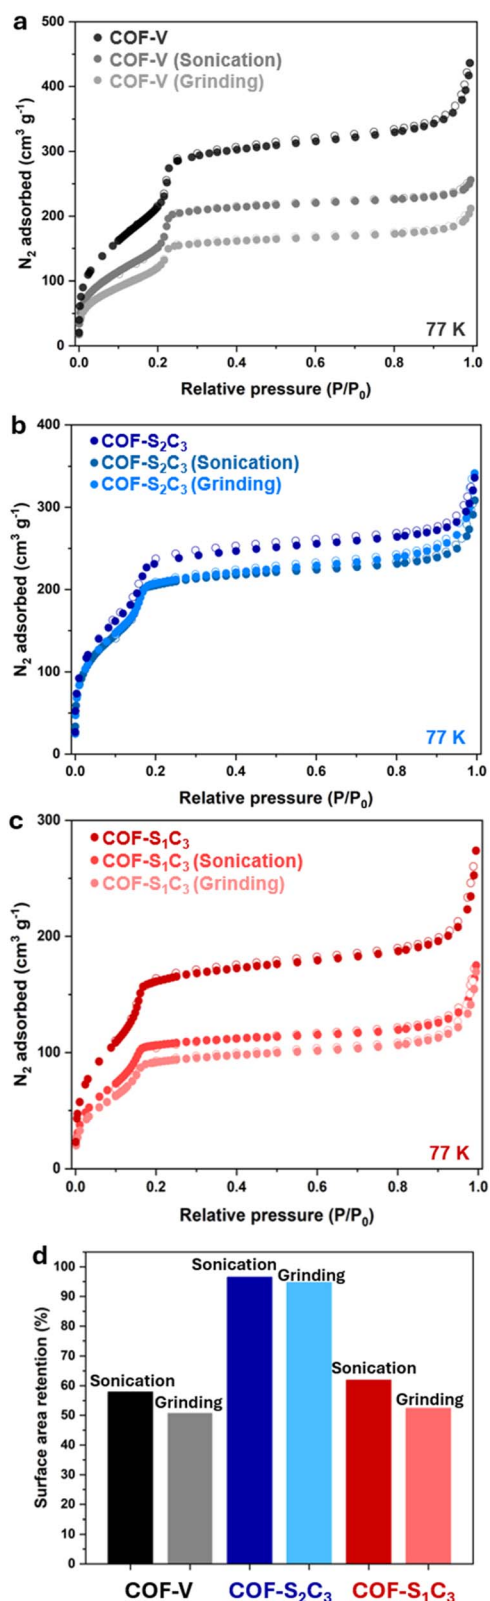 a
500
COF-V
COF-V (Sonication)
COF-V (Grinding)
400
300
200
100
0
N₂ adsorbed (cm³ g⁻¹)
77 K
0.0 0.2 0.4 0.6 0.8 1.0
Relative pressure (P/P₀)
b
400
COF-S₂C₃
COF-S₂C₃ (Sonication)
COF-S₂C₃ (Grinding)
300
200
100
0
N₂ adsorbed (cm³ g⁻¹)
77 K
0.0 0.2 0.4 0.6 0.8 1.0
Relative pressure (P/P₀)
c
300
COF-S₁C₃
COF-S₁C₃ (Sonication)
COF-S₁C₃ (Grinding)
200
100
0
N₂ adsorbed (cm³ g⁻¹)
77 K
0.0 0.2 0.4 0.6 0.8 1.0
Relative pressure (P/P₀)
d
100
90
80
70
60
50
40
30
20
10
0
Surface area retention (%)
Sonication
Grinding
Sonication
Grinding
Sonication
Grinding
COF-V COF-S₂C₃ COF-S₁C₃